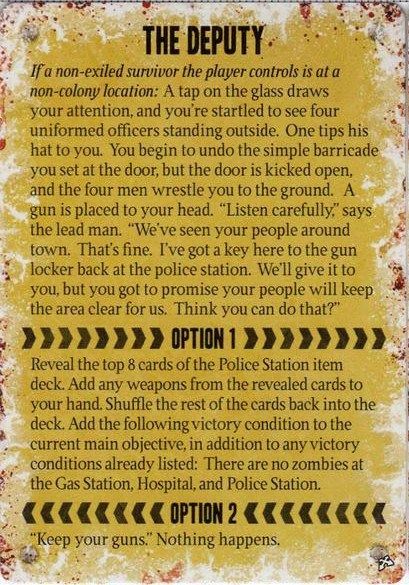 THE DEPUTY
If a non-exiled survivor the player controls is at a
non-colony location: A tap on the glass draws
your attention, and you're startled to see four
uniformed officers standing outside. One tips his
hat to you. You begin to undo the simple barricade
you set at the door, but the door is kicked open,
and the four men wrestle you to the ground. A
gun is placed to your head. “Listen carefully,” says
the lead man. “We've seen your people around
town. That's fine. I've got a key here to the gun
locker back at the police station. We'll give it to
you, but you got to promise your people will keep
the area clear for us. Think you can do that?”
OPTION 1
Reveal the top 8 cards of the Police Station item
deck. Add any weapons from the revealed cards to
your hand. Shuffle the rest of the cards back into the
deck. Add the following victory condition to the
current main objective, in addition to any victory
conditions already listed: There are no zombies at
the Gas Station, Hospital, and Police Station.
OPTION 2
“Keep your guns.” Nothing happens.